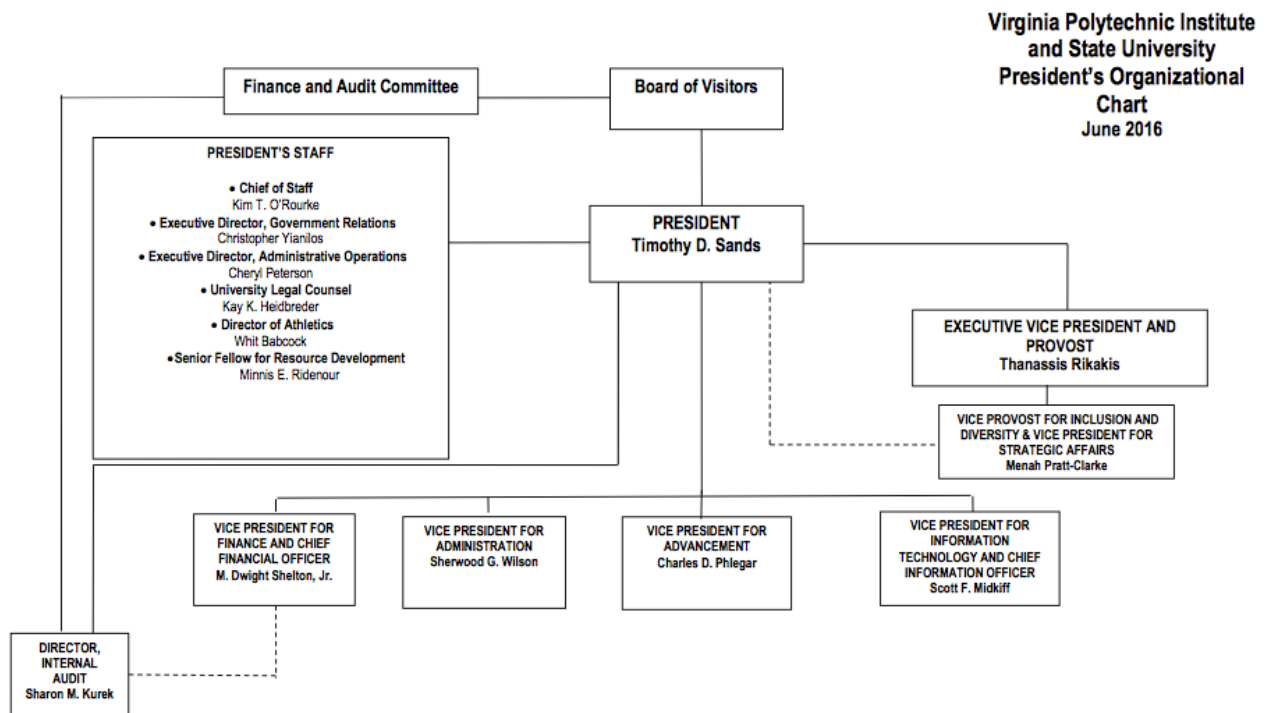 Virginia Polytechnic Institute
and State University
President's Organizational
Chart
June 2016
Finance and Audit Committee
Board of Visitors
PRESIDENT'S STAFF
• Chief of Staff
Kim T. O'Rourke
• Executive Director, Government Relations
Christopher Yianilos
• Executive Director, Administrative Operations
Cheryl Peterson
• University Legal Counsel
Kay K. Heidbreder
• Director of Athletics
Whit Babcock
•Senior Fellow for Resource Development
Minnis E. Ridenour
PRESIDENT
Timothy D. Sands
EXECUTIVE VICE PRESIDENT AND
PROVOST
Thanassis Rikakis
VICE PROVOST FOR INCLUSION AND
DIVERSITY & VICE PRESIDENT FOR
STRATEGIC AFFAIRS
Menah Pratt-Clarke
VICE PRESIDENT FOR
FINANCE AND CHIEF
FINANCIAL OFFICER
M. Dwight Shelton, Jr.
VICE PRESIDENT FOR
ADMINISTRATION
Sherwood G. Wilson
VICE PRESIDENT FOR
ADVANCEMENT
Charles D. Phlegar
VICE PRESIDENT FOR
INFORMATION
TECHNOLOGY AND CHIEF
INFORMATION OFFICER
Scott F. Midkiff
DIRECTOR,
INTERNAL
AUDIT
Sharon M. Kurek